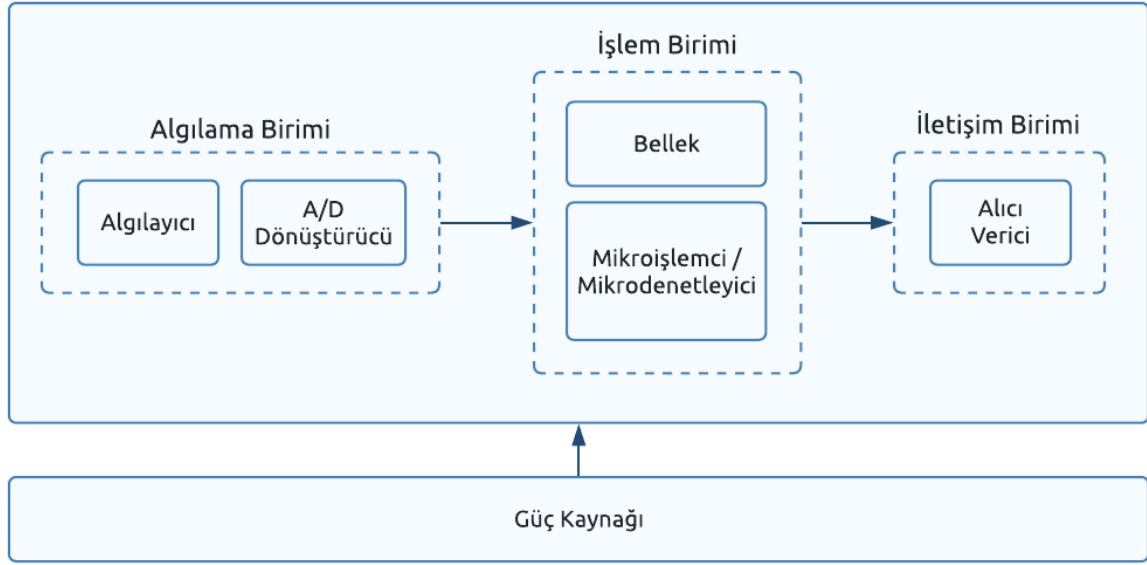 İşlem Birimi
Algılama Birimi
İletişim Birimi
Bellek
Algılayıcı
A/D
Dönüştürücü
Mikroişlemci /
Mikrodenetleyici
Alıcı
Verici
Güç Kaynağı